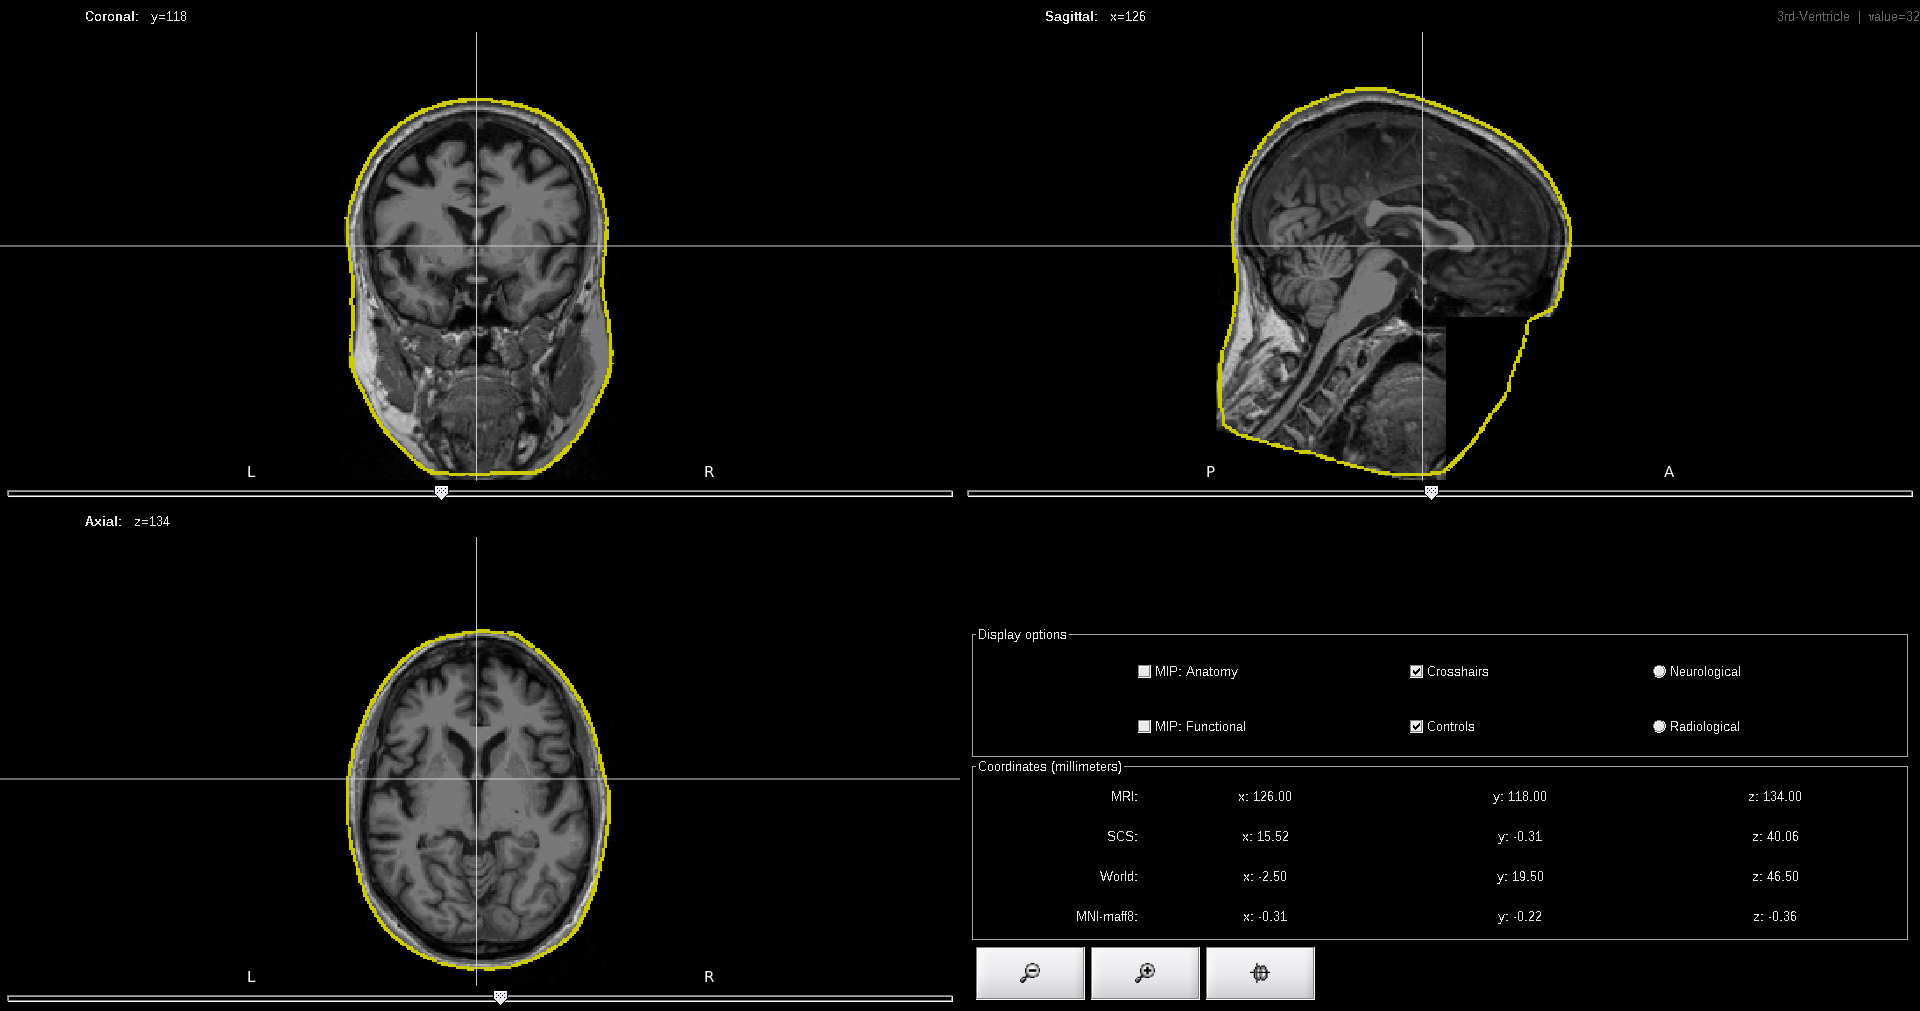 Coronal: y=118
Sagittal: x=126
3rd-Ventricle | value=32
L R
P A
Axial: z=134
Display options
MIP: Anatomy Crosshairs Neurological
MIP: Functional Controls Radiological
Coordinates (millimeters)
MRI: x: 126.00 y: 118.00 z: 134.00
SCS: x: 15.52 y: -0.31 z: 40.06
World: x: -2.50 y: 19.50 z: 46.50
MNI-maff8: x: -0.31 y: -0.22 z: -0.36
L R